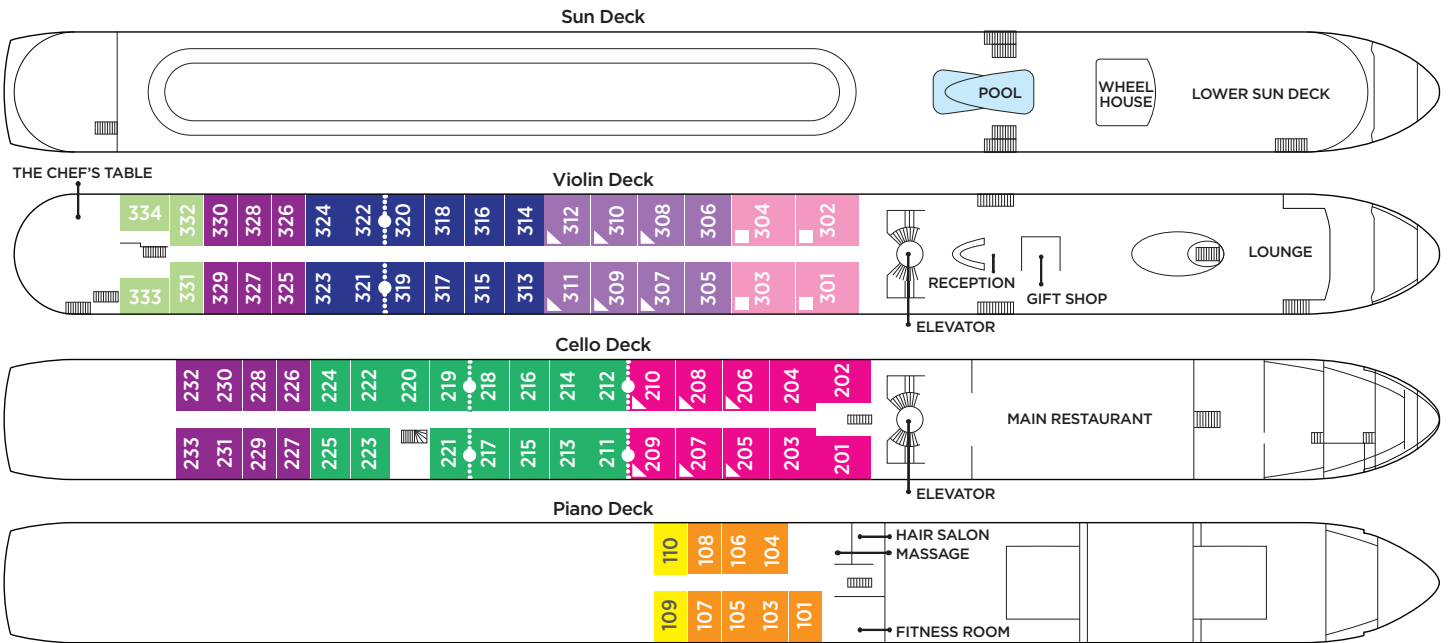 Sun Deck
POOL
WHEEL
HOUSE
LOWER SUN DECK
THE CHEF'S TABLE
Violin Deck
334 332 330 328 326 324 322 320 318 316 314 312 310 308 306 304 302
333 331 329 327 325 323 321 319 317 315 313 311 309 307 305 303 301
RECEPTION
GIFT SHOP
LOUNGE
ELEVATOR
Cello Deck
232 230 228 226 224 222 220 219 218 216 214 212 210 208 206 204 202
233 231 229 227 225 223 221 217 215 213 211 209 207 205 203 201
MAIN RESTAURANT
ELEVATOR
Piano Deck
110 108 106 104
109 107 105 103 101
HAIR SALON
MASSAGE
FITNESS ROOM